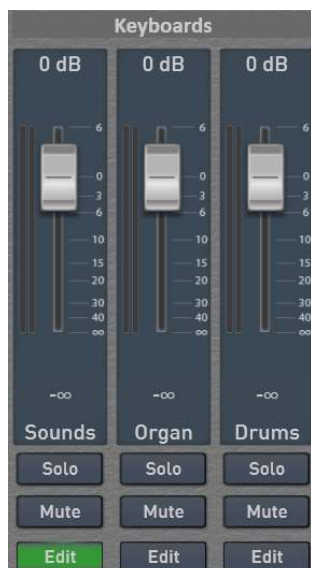 Keyboards
0 dB 0 dB 0 dB
6 6 6
0 0 0
3 3 3
6 6 6
10 10 10
15 15 15
20 20 20
30 30 30
40 40 40
∞ ∞ ∞
-∞ -∞ -∞
Sounds Organ Drums
Solo Solo Solo
Mute Mute Mute
Edit Edit Edit